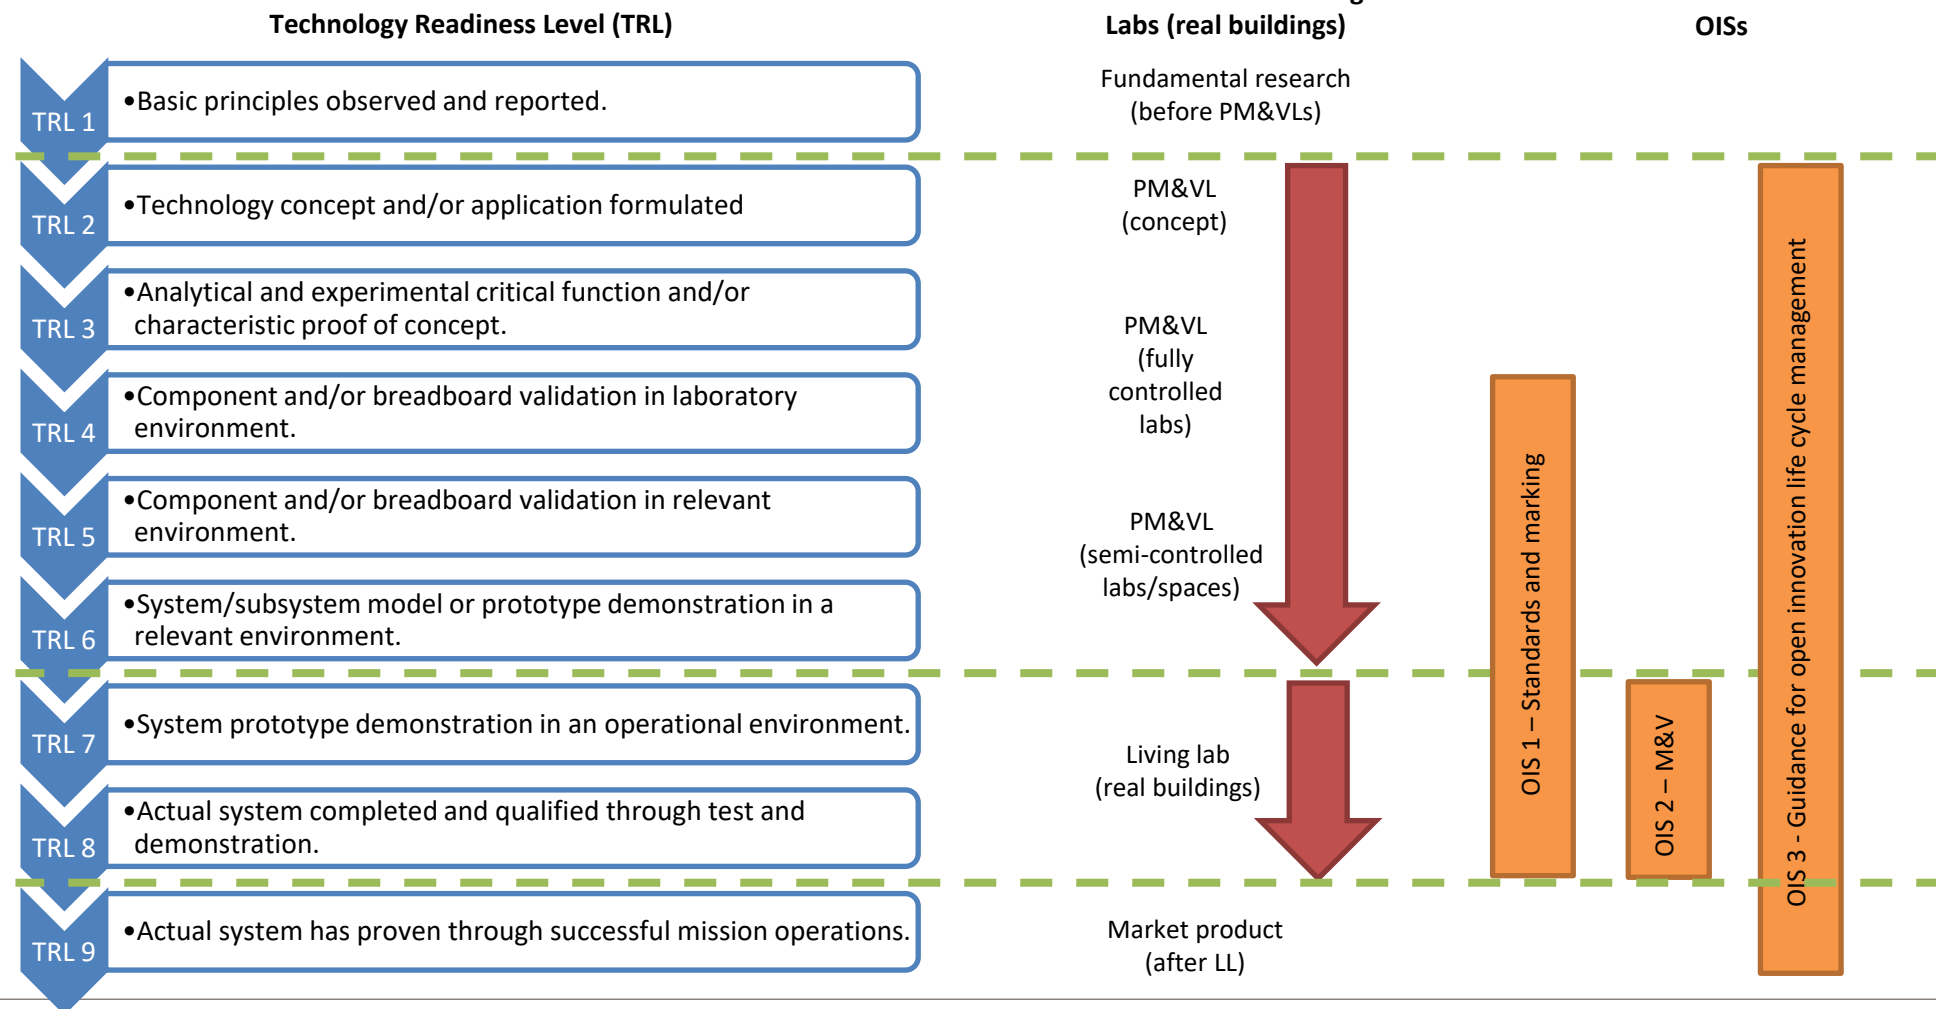 Technology Readiness Level (TRL)
Labs (real buildings)
OISs
TRL 1
•Basic principles observed and reported.
Fundamental research
(before PM&VLs)
TRL 2
•Technology concept and/or application formulated
PM&VL
(concept)
TRL 3
•Analytical and experimental critical function and/or
characteristic proof of concept.
PM&VL
(fully
controlled
labs)
TRL 4
•Component and/or breadboard validation in laboratory
environment.
TRL 5
•Component and/or breadboard validation in relevant
environment.
PM&VL
(semi-controlled
labs/spaces)
TRL 6
•System/subsystem model or prototype demonstration in a
relevant environment.
TRL 7
•System prototype demonstration in an operational environment.
Living lab
(real buildings)
TRL 8
•Actual system completed and qualified through test and
demonstration.
TRL 9
•Actual system has proven through successful mission operations.
Market product
(after LL)
OIS 1 – Standards and marking
OIS 2 – M&V
OIS 3 - Guidance for open innovation life cycle management